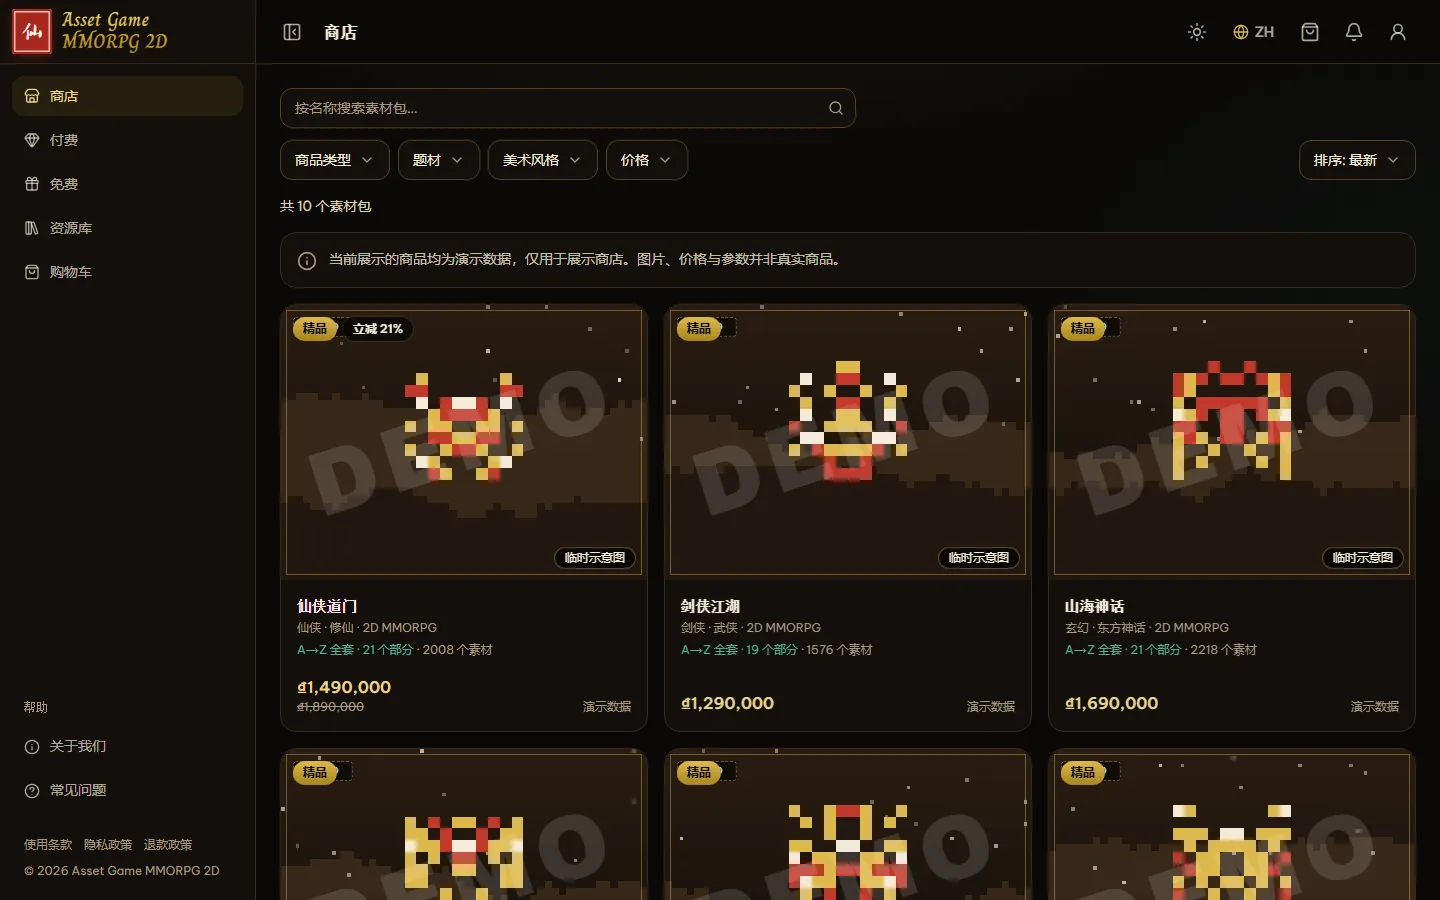 仙
Asset Game
MMORPG 2D
商店
ZH
商店
付费
免费
资源库
购物车
按名称搜索素材包...
商品类型
题材
美术风格
价格
排序: 最新
共 10 个素材包
当前展示的商品均为演示数据，仅用于展示商店。图片、价格与参数并非真实商品。
精品
立减 21%
DEMO
临时示意图
仙侠道门
仙侠 · 修仙 · 2D MMORPG
A→Z 全套 · 21 个部分 · 2008 个素材
₫1,490,000
₫1,890,000
演示数据
精品
DEMO
临时示意图
剑侠江湖
剑侠 · 武侠 · 2D MMORPG
A→Z 全套 · 19 个部分 · 1576 个素材
₫1,290,000
演示数据
精品
DEMO
临时示意图
山海神话
玄幻 · 东方神话 · 2D MMORPG
A→Z 全套 · 21 个部分 · 2218 个素材
₫1,690,000
演示数据
精品
DEMO
精品
DEMO
精品
DEMO
帮助
关于我们
常见问题
使用条款 隐私政策 退款政策
© 2026 Asset Game MMORPG 2D